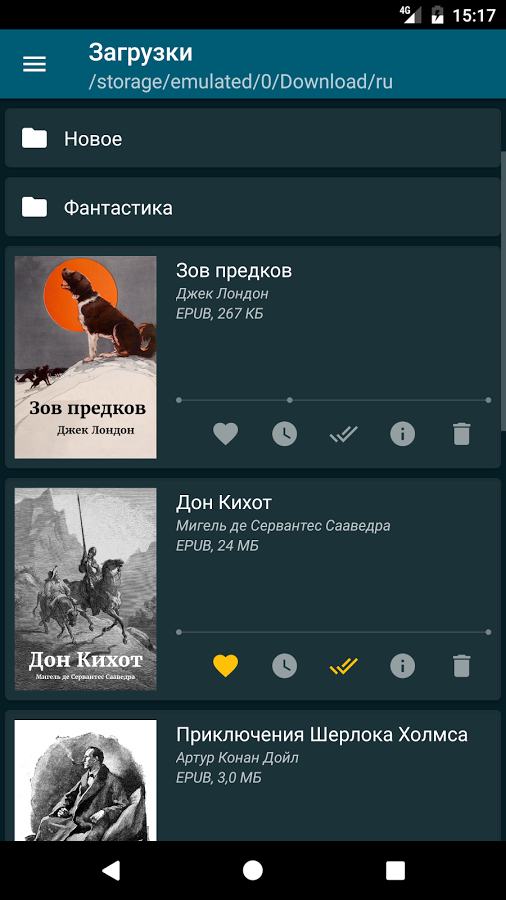 4G 15:17
Загрузки
/storage/emulated/0/Download/ru
Новое
Фантастика
Зов предков
Джек Лондон
EPUB, 267 КБ
Зов предков
Джек Лондон
Дон Кихот
Мигель де Сервантес Сааведра
EPUB, 24 МБ
Дон Кихот
Мигель де Сервантес Сааведра
Приключения Шерлока Холмса
Артур Конан Дойл
EPUB, 3,0 МБ